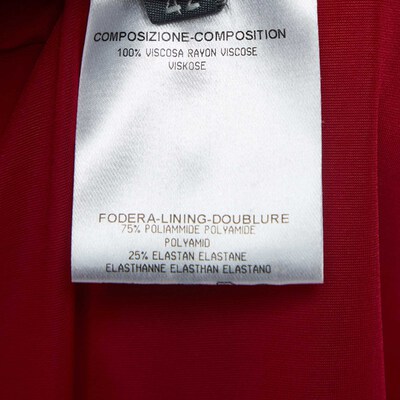 COMPOSIZIONE-COMPOSITION
100% VISCOSA RAYON VISCOSE
VISKOSE
FODERA-LINING-DOUBLURE
75% POLIAMMIDE POLYAMIDE
POLYAMID
25% ELASTAN ELASTANE
ELASTHANNE ELASTHAN ELASTANO